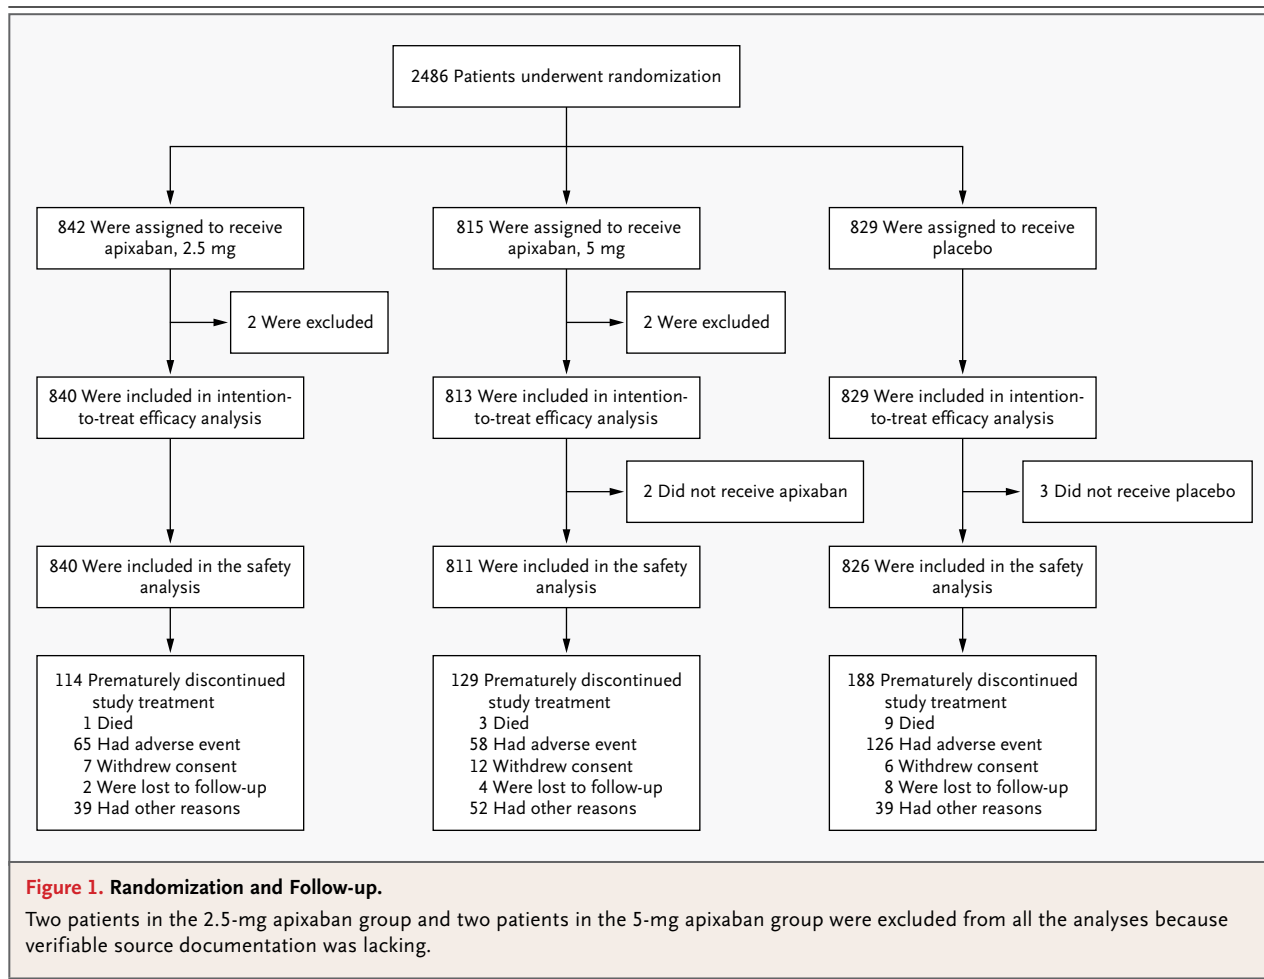 2486 Patients underwent randomization
842 Were assigned to receive
apixaban, 2.5 mg
815 Were assigned to receive
apixaban, 5 mg
829 Were assigned to receive
placebo
2 Were excluded
2 Were excluded
840 Were included in intention-
to-treat efficacy analysis
813 Were included in intention-
to-treat efficacy analysis
829 Were included in intention-
to-treat efficacy analysis
2 Did not receive apixaban
3 Did not receive placebo
840 Were included in the safety
analysis
811 Were included in the safety
analysis
826 Were included in the safety
analysis
114 Prematurely discontinued
study treatment
1 Died
65 Had adverse event
7 Withdrew consent
2 Were lost to follow-up
39 Had other reasons
129 Prematurely discontinued
study treatment
3 Died
58 Had adverse event
12 Withdrew consent
4 Were lost to follow-up
52 Had other reasons
188 Prematurely discontinued
study treatment
9 Died
126 Had adverse event
6 Withdrew consent
8 Were lost to follow-up
39 Had other reasons
Figure 1. Randomization and Follow-up.
Two patients in the 2.5-mg apixaban group and two patients in the 5-mg apixaban group were excluded from all the analyses because
verifiable source documentation was lacking.